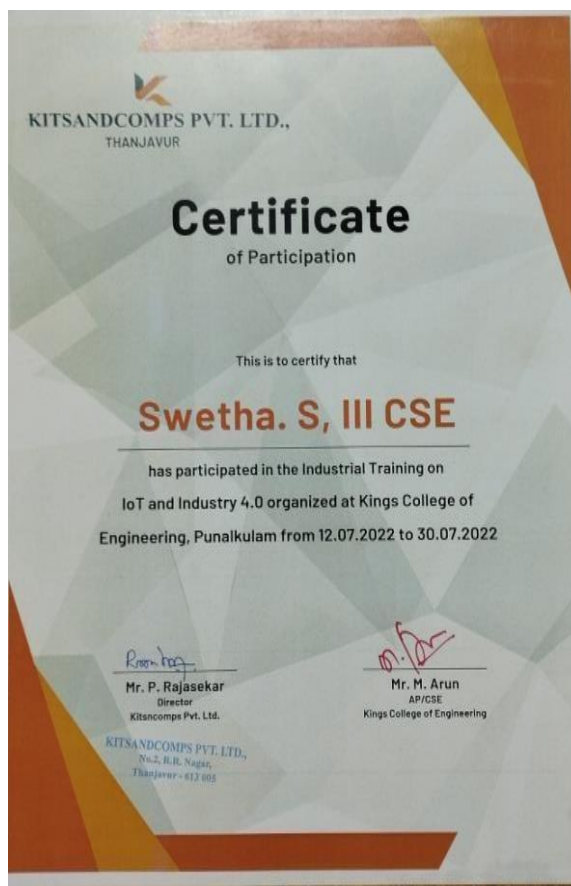 KITSANDCOMPS PVT. LTD.,
THANJAVUR
Certificate
of Participation
This is to certify that
Swetha. S, III CSE
has participated in the Industrial Training on
IoT and Industry 4.0 organized at Kings College of
Engineering, Punalkulam from 12.07.2022 to 30.07.2022
Mr. P. Rajasekar
Director
Kitsncomps Pvt. Ltd.
KITSANDCOMPS PVT. LTD.,
No.2, R.R. Nagar,
Thanjavur - 613 005
Mr. M. Arun
AP/CSE
Kings College of Engineering